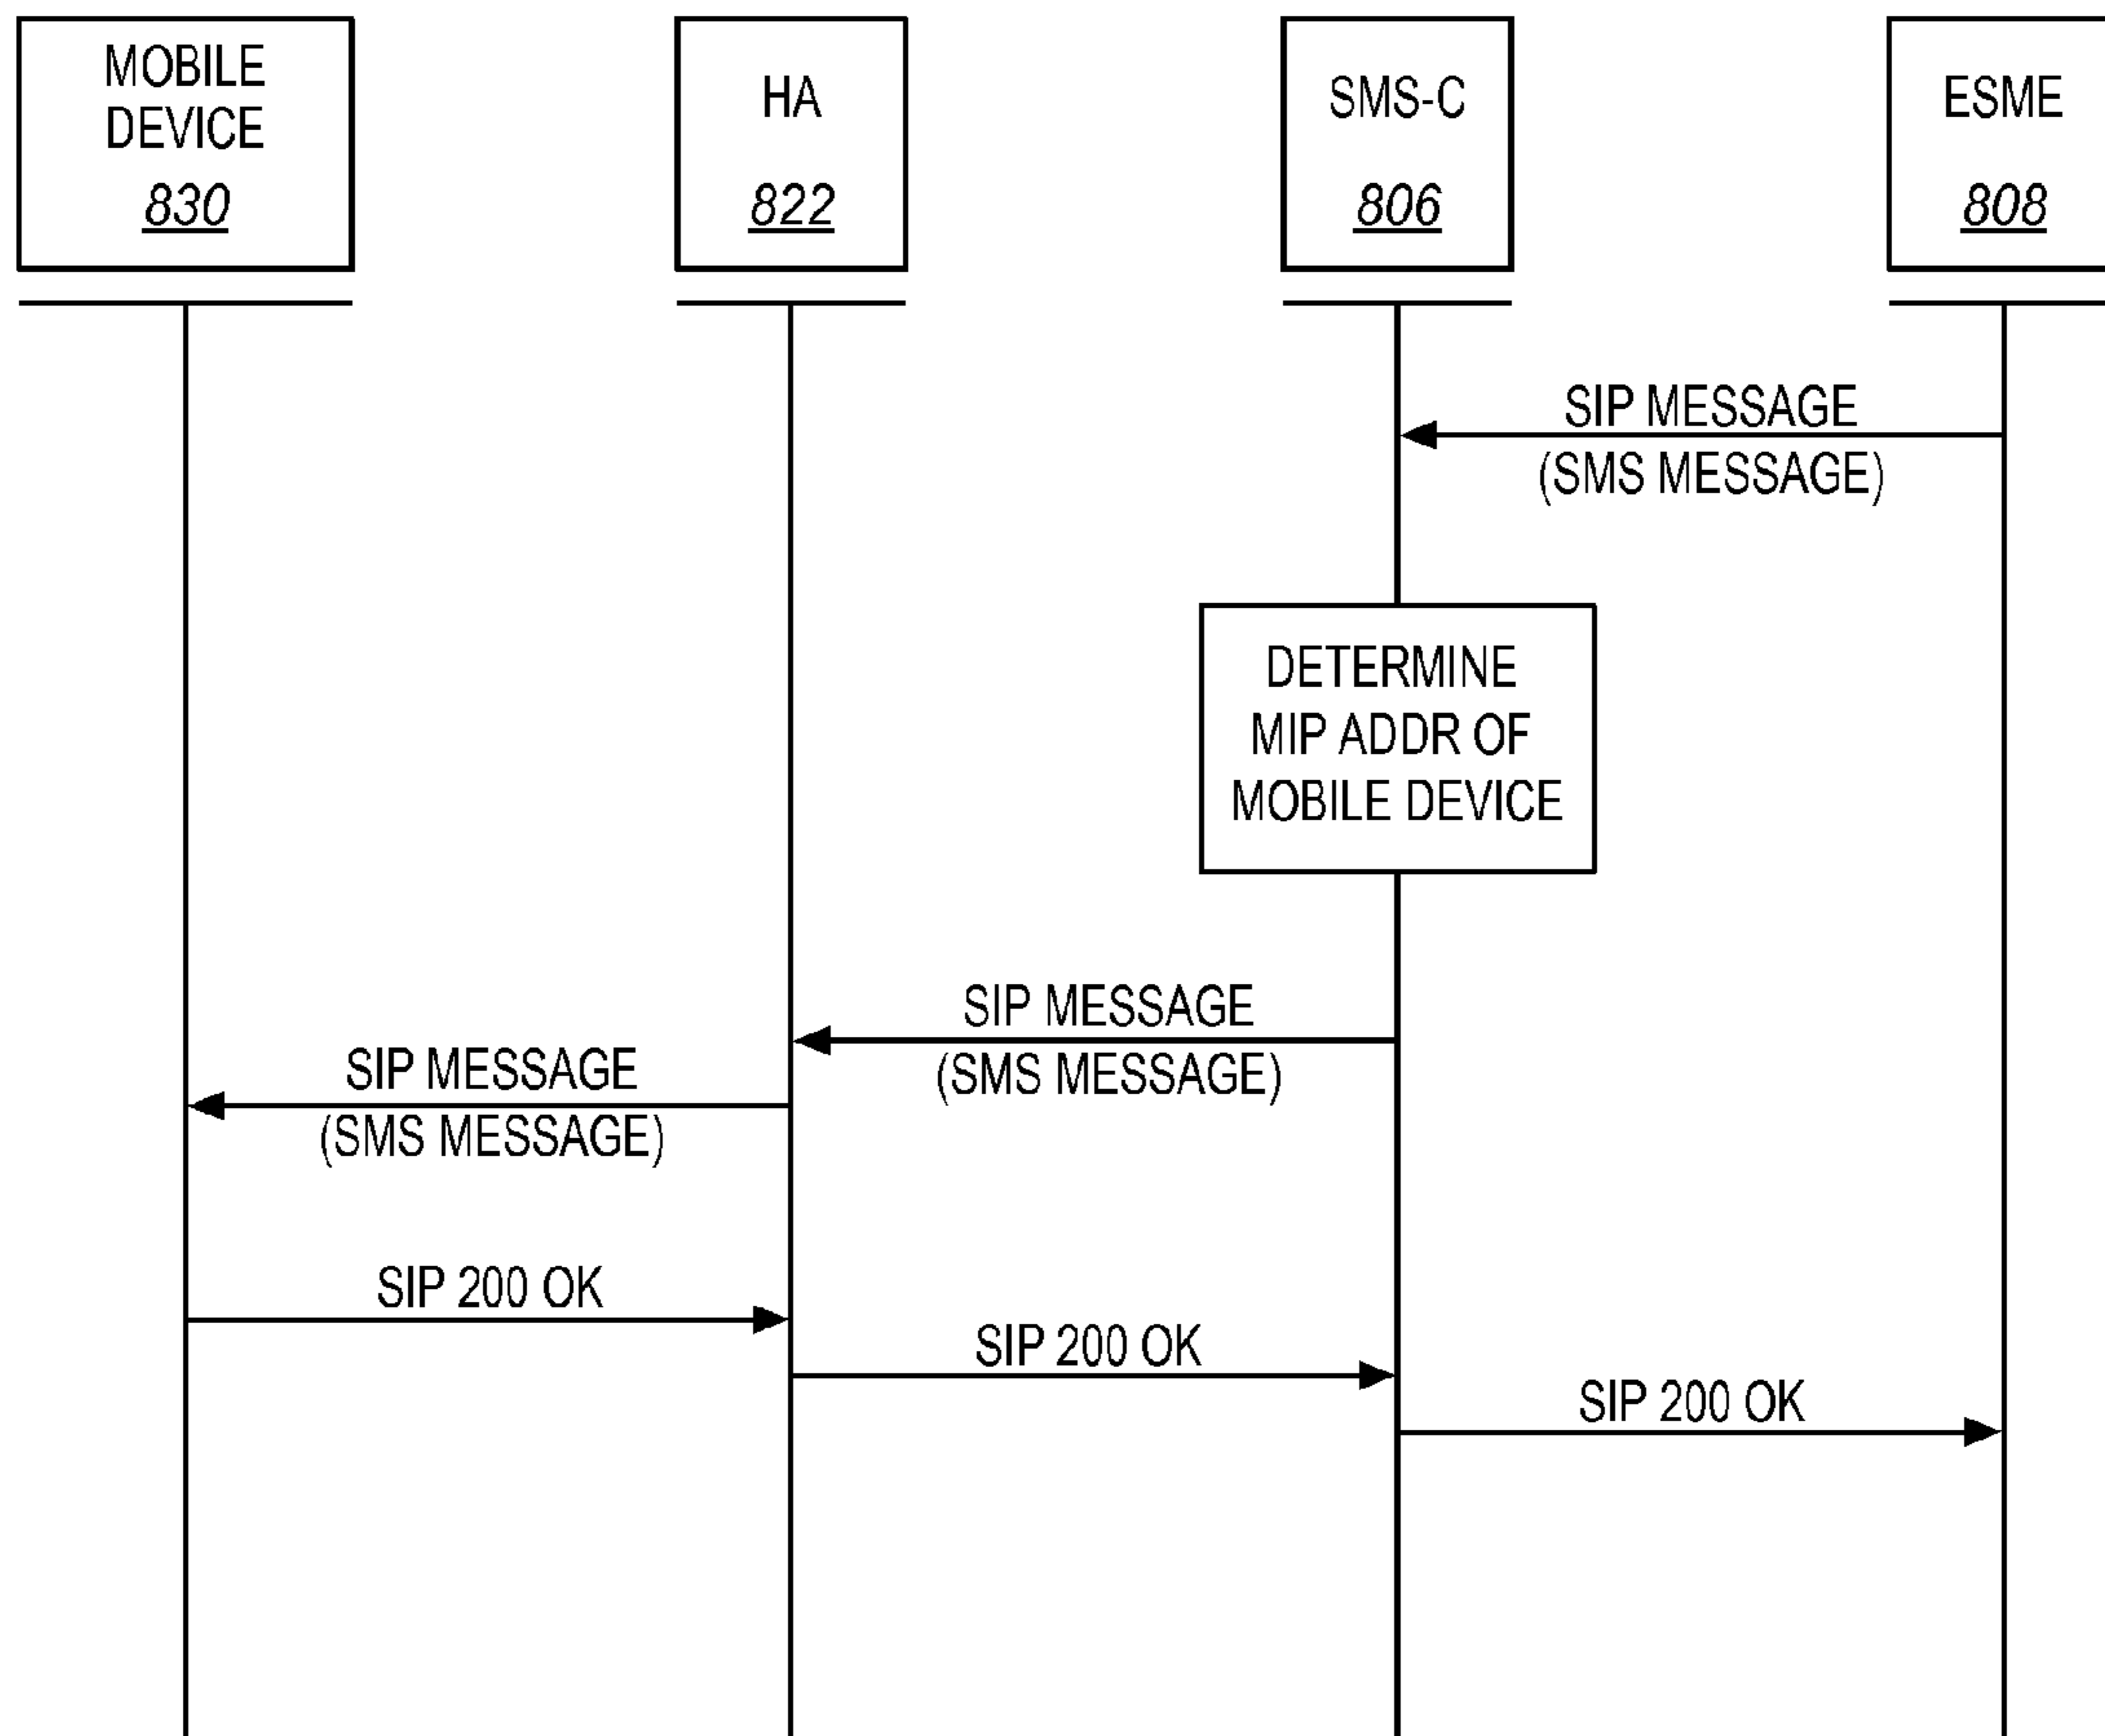 MOBILE
DEVICE
830
HA
822
SMS-C
806
ESME
808
SIP MESSAGE
(SMS MESSAGE)
DETERMINE
MIP ADDR OF
MOBILE DEVICE
SIP MESSAGE
(SMS MESSAGE)
SIP MESSAGE
(SMS MESSAGE)
SIP 200 OK
SIP 200 OK
SIP 200 OK